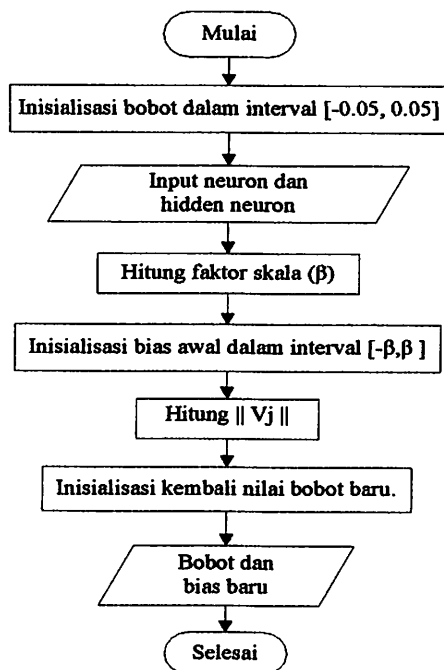 Mulai
Inisialisasi bobot dalam interval [-0.05, 0.05]
Input neuron dan
hidden neuron
Hitung faktor skala (β)
Inisialisasi bias awal dalam interval [-β,β ]
Hitung || Vj ||
Inisialisasi kembali nilai bobot baru.
Bobot dan
bias baru
Selesai